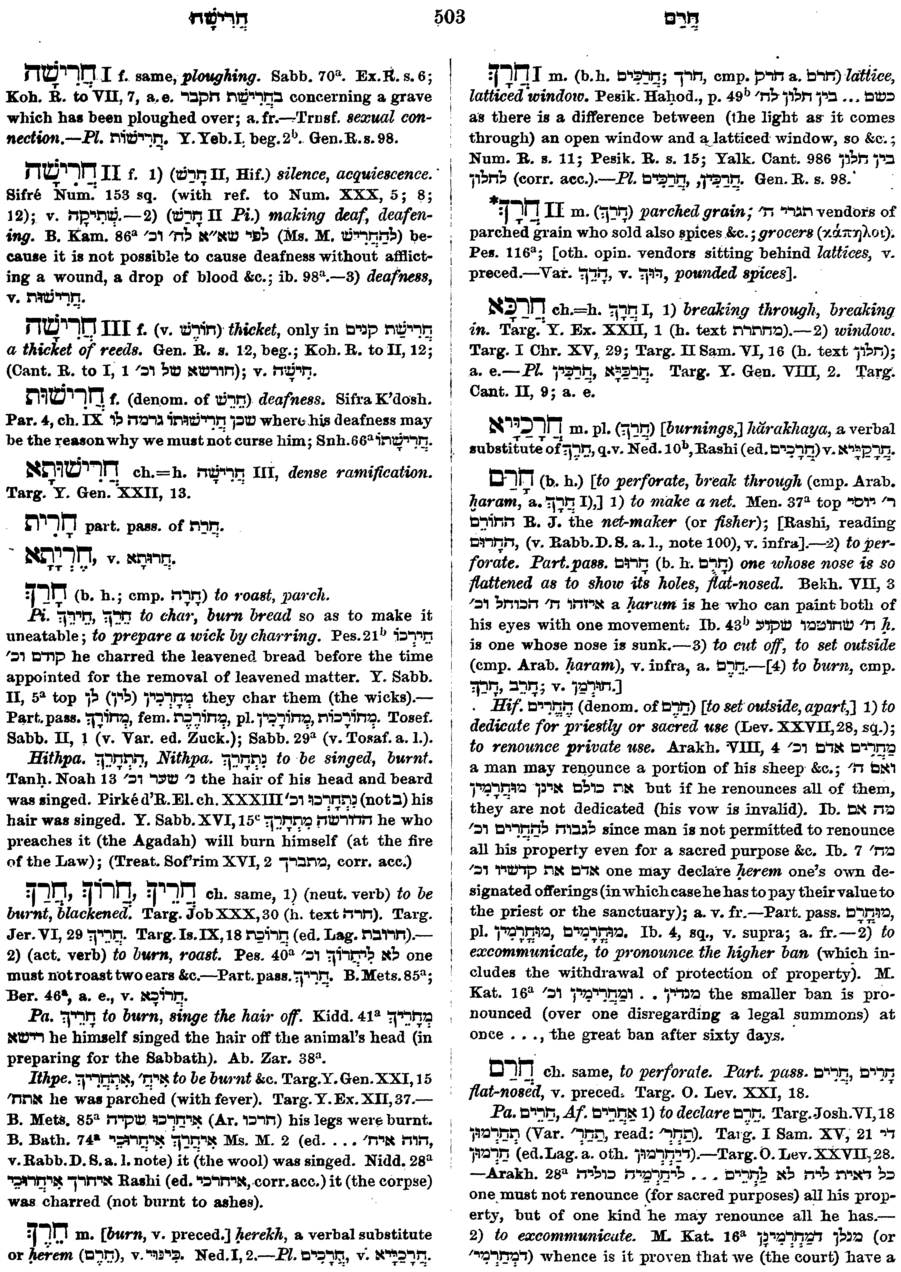 חֲרִישָׁה 503 חָרַם
חֲרִישָׁה I f. same, ploughing. Sabb. 70ᵃ. Ex. R. s. 6;
Koh. R. to VII, 7, a. e. בחֲרִישַׁת הקבר concerning a grave
which has been ploughed over; a. fr.—Trnsf. sexual con-
nection.—Pl. חֲרִישׁוֹת. Y. Yeb. I, beg. 2ᵇ. Gen. R. s. 98.
חֲרִישָׁה II f. 1) (חָרַשׁ II, Hif.) silence, acquiescence.
Sifré Num. 153 sq. (with ref. to Num. XXX, 5; 8;
12); v. שְׁתִיקָה.—2) (חָרַשׁ II Pi.) making deaf, deafen-
ing. B. Kam. 86ᵃ לפי שא״א לח׳ וכ׳ (Ms. M. להחריש) be-
cause it is not possible to cause deafness without afflict-
ing a wound, a drop of blood &c.; ib. 98ᵃ.—3) deafness,
v. חֲרִישׁוּת.
חֲרִישָׁה III f. (v. חוֹרֶשׁ) thicket, only in חֲרִישַׁת קנים
a thicket of reeds. Gen. R. s. 12, beg.; Koh. R. to II, 12;
(Cant. R. to I, 1 חורשא של וכ׳); v. חִישָׁה.
חֲרִישׁוּת f. (denom. of חֵרֵשׁ) deafness. Sifra K'dosh.
Par. 4, ch. IX שכן חֲרִישׁוּתוֹ גרמה לו where his deafness may
be the reason why we must not curse him; Snh. 66ᵃ חֲרִישָׁתוֹ.
חֲרִישׁוּתָא ch.=h. חֲרִישָׁה III, dense ramification.
Targ. Y. Gen. XXII, 13.
חָרִית part. pass. of חָרַת.
חֲרִיתָא, v. חרותא.
חָרַךְ (b. h.; cmp. חָרָה) to roast, parch.
Pi. חֵרַךְ, חֵירֵךְ to char, burn bread so as to make it
uneatable; to prepare a wick by charring. Pes. 21ᵇ חֵירְכוֹ
קודם וכ׳ he charred the leavened bread before the time
appointed for the removal of leavened matter. Y. Sabb.
II, 5ᵃ top מְחָרְכִין (לין) לן they char them (the wicks).—
Part. pass. מְחוֹרָךְ, fem. מְחוֹרֶכֶת, pl. מְחוֹרָכוֹת, מְחוֹרָכִין. Tosef.
Sabb. II, 1 (v. Var. ed. Zuck.); Sabb. 29ᵃ (v. Tosaf. a. l.).
Hithpa. הִתְחָרֵךְ, Nithpa. נִתְחָרֵךְ to be singed, burnt.
Tanḥ. Noah 13 נ׳ שער וכ׳ the hair of his head and beard
was singed. Pirké d'R. El. ch. XXXIII נִתְחָרְכוּ וכ׳ (not ב) his
hair was singed. Y. Sabb. XVI, 15ᶜ הדורשה מִתְחָרֵךְ he who
preaches it (the Agadah) will burn himself (at the fire
of the Law); (Treat. Sof'rim XVI, 2 מתברך, corr. acc.)
חֲרֵיךְ, חֲרוֹךְ, חֲרַךְ ch. same, 1) (neut. verb) to be
burnt, blackened. Targ. Job XXX, 30 (h. text חרה). Targ.
Jer. VI, 29 חֲרֵיךְ. Targ. Is. IX, 18 חֲרוֹכַת (ed. Lag. חרובת).—
2) (act. verb) to burn, roast. Pes. 40ᵃ לא לֶיחֱרוֹךְ וכ׳ one
must not roast two ears &c.—Part. pass. חֲרִיךְ. B. Mets. 85ᵃ;
Ber. 46ᵃ, a. e., v. חֲרוֹכָא.
Pa. חָרֵיךְ to burn, singe the hair off. Kidd. 41ᵃ מְחָרֵיךְ
רישא he himself singed the hair off the animal's head (in
preparing for the Sabbath). Ab. Zar. 38ᵃ.
Ithpe. אִתְחֲרִיךְ, אִיחֲ׳ to be burnt &c. Targ. Y. Gen. XXI, 15
אתח׳ he was parched (with fever). Targ. Y. Ex. XII, 37.—
B. Mets. 85ᵃ אִיחֲרְכוּ שקיה (Ar. חרכו) his legs were burnt.
B. Bath. 74ᵃ אִיחֲרֵךְ אִיחֲרוּכֵי Ms. M. 2 (ed. . . . הוה איח׳,
v. Rabb. D. S. a. l. note) it (the wool) was singed. Nidd. 28ᵃ
איחרוך אִיחֲרוּכֵי Rashi (ed. איתרכי, corr. acc.) it (the corpse)
was charred (not burnt to ashes).
חֵרֶךְ m. [burn, v. preced.] ḥerekh, a verbal substitute
or ḥerem (חֵרֶם), v. כִּינּוּי. Ned. I, 2.—Pl. חֲרָכִים, v. חֲרָכַיָּיא.
חֲרָךְ I m. (b. h. חֲרַכִּים; חרך, cmp. חרק a. חרם) lattice,
latticed window. Pesik. Haḥod., p. 49ᵇ כשם ... בין חלון לח׳
as there is a difference between (the light as it comes
through) an open window and a latticed window, so &c.;
Num. R. s. 11; Pesik. R. s. 15; Yalk. Cant. 986 בין חלון
לחלון (corr. acc.).—Pl. חֲרַכִּים, חֲרַכִּין. Gen. R. s. 98.
*חָרָךְ II m. (חָרַךְ) parched grain; תגרי ח׳ vendors of
parched grain who sold also spices &c.; grocers (κάπηλοι).
Pes. 116ᵃ; [oth. opin. vendors sitting behind lattices, v.
preced.—Var. חָדָךְ, v. דוּךְ, pounded spices].
חֲרַכָּא ch.=h. חֲרָךְ I, 1) breaking through, breaking
in. Targ. Y. Ex. XXII, 1 (h. text מחתרת).—2) window.
Targ. I Chr. XV, 29; Targ. II Sam. VI, 16 (h. text חלון);
a. e.—Pl. חֲרַכַּיָּא, חֲרַכִּין. Targ. Y. Gen. VIII, 2. Targ.
Cant. II, 9; a. e.
חֲרָכַיָּיא m. pl. (חָרַךְ) [burnings,] hărakhaya, a verbal
substitute of חֵרֶךְ, q. v. Ned. 10ᵇ, Rashi (ed. חֲרָכִים) v. חֲרָקַיָּיא.
חָרַם (b. h.) [to perforate, break through (cmp. Arab.
ḥaram, a. חֲרָךְ I),] 1) to make a net. Men. 37ᵃ top ר׳ יוסי
החורם R. J. the net-maker (or fisher); [Rashi, reading
החרום, (v. Rabb. D. S. a. l., note 100), v. infra].—2) to per-
forate. Part. pass. חָרוּם (b. h. חָרֻם) one whose nose is so
flattened as to show its holes, flat-nosed. Bekh. VII, 3
איזהו ח׳ הכוחל וכ׳ a ḥarum is he who can paint both of
his eyes with one movement. Ib. 43ᵇ ח׳ שחוטמו שקוע ḥ.
is one whose nose is sunk.—3) to cut off, to set outside
(cmp. Arab. ḥaram), v. infra, a. חֵרֶם.—[4) to burn, cmp.
חָרַב, חָרַךְ; v. חוּרְמָן.]
Hif. הֶחֱרִים (denom. of חֵרֶם) [to set outside, apart,] 1) to
dedicate for priestly or sacred use (Lev. XXVII, 28, sq.);
to renounce private use. Arakh. VIII, 4 מַחֲרִים אדם וכ׳
a man may renounce a portion of his sheep &c.; ואם ה׳
את כולם אינן מוּחֳרָמִין but if he renounces all of them,
they are not dedicated (his vow is invalid). Ib. מה אם
לגבוה להַחֲרִים וכ׳ since man is not permitted to renounce
all his property even for a sacred purpose &c. Ib. 7 מח׳
אדם את קדשיו וכ׳ one may declare ḥerem one's own de-
signated offerings (in which case he has to pay their value to
the priest or the sanctuary); a. v. fr.—Part. pass. מוּחֳרָם,
pl. מוּחֳרָמִים, מוּחֳרָמִין. Ib. 4, sq., v. supra; a. fr.—2) to
excommunicate, to pronounce the higher ban (which in-
cludes the withdrawal of protection of property). M.
Kat. 16ᵃ מנדין . . ומַחֲרִימִין וכ׳ the smaller ban is pro-
nounced (over one disregarding a legal summons) at
once . . ., the great ban after sixty days.
חֲרַם ch. same, to perforate. Part. pass. חֲרִים, חֲרִים
flat-nosed, v. preced. Targ. O. Lev. XXI, 18.
Pa. חָרֵים, Af. אַחֲרֵים 1) to declare חֵרֶם. Targ. Josh. VI, 18
תְּחָרְמוּן (Var. תַחֲר׳, read: תַּחְר׳). Targ. I Sam. XV, 21 די
יְחַרְמוּן (ed. Lag. a. oth. דְיַחֲרְמוּן).—Targ. O. Lev. XXVII, 28.
—Arakh. 28ᵃ כל דאית ליה לא לַחֲרִים ... ליחרמיה כוליה
one must not renounce (for sacred purposes) all his prop-
erty, but of one kind he may renounce all he has.—
2) to excommunicate. M. Kat. 16ᵃ מנלן דמַחְרְמִינָן (or
דמְחָרְמִי׳) whence is it proven that we (the court) have a